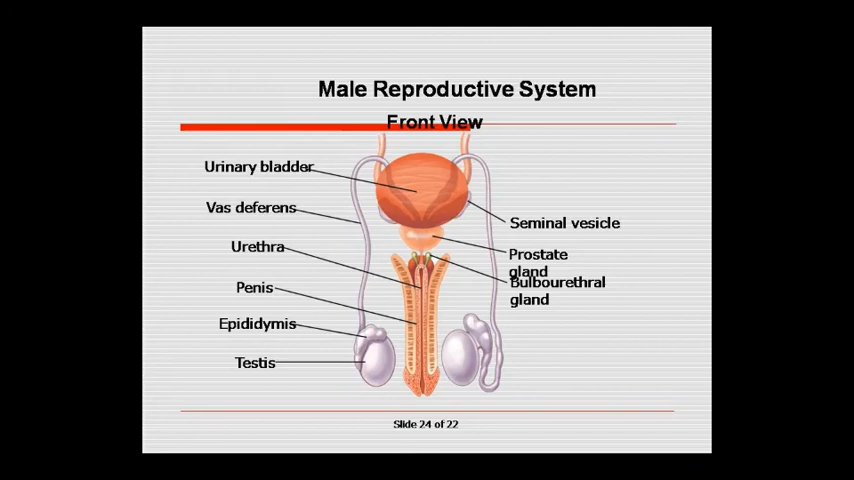 Male Reproductive System
Front View
Urinary bladder
Vas deferens
Urethra
Penis
Epididymis
Testis
Seminal vesicle
Prostate
gland
Bulbourethral
gland
Slide 24 of 22